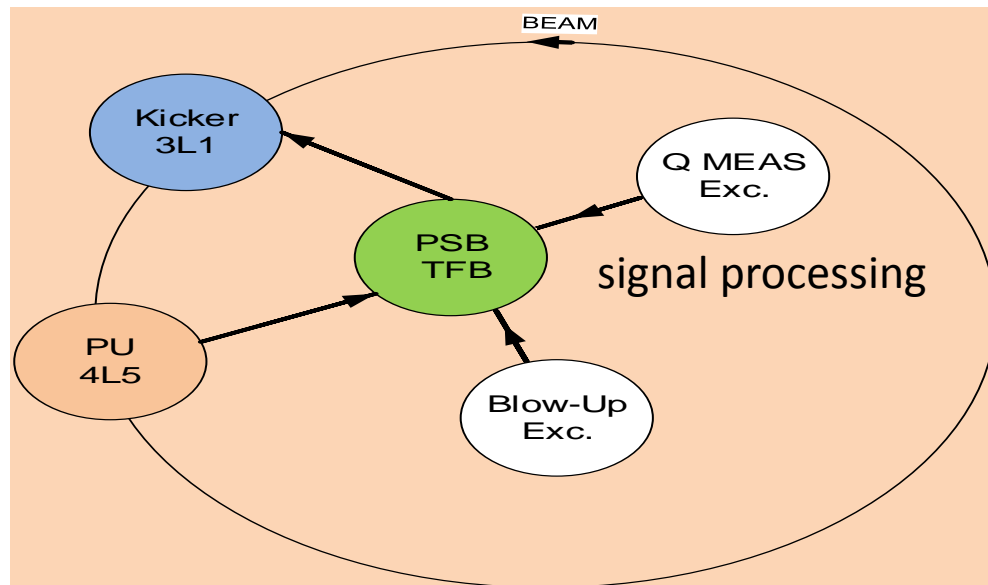 BEAM
Kicker
3L1
Q MEAS
Exc.
PSB
TFB
signal processing
PU
4L5
Blow-Up
Exc.